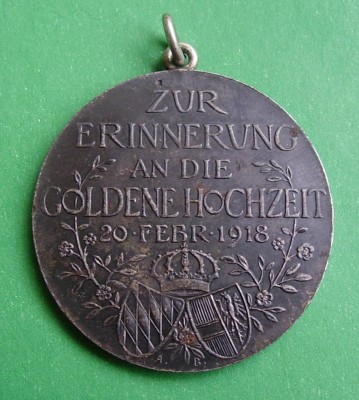 ZUR
ERINNERUNG
AN DIE
GOLDENE HOCHZEIT
20·FEBR·1918
A. B.